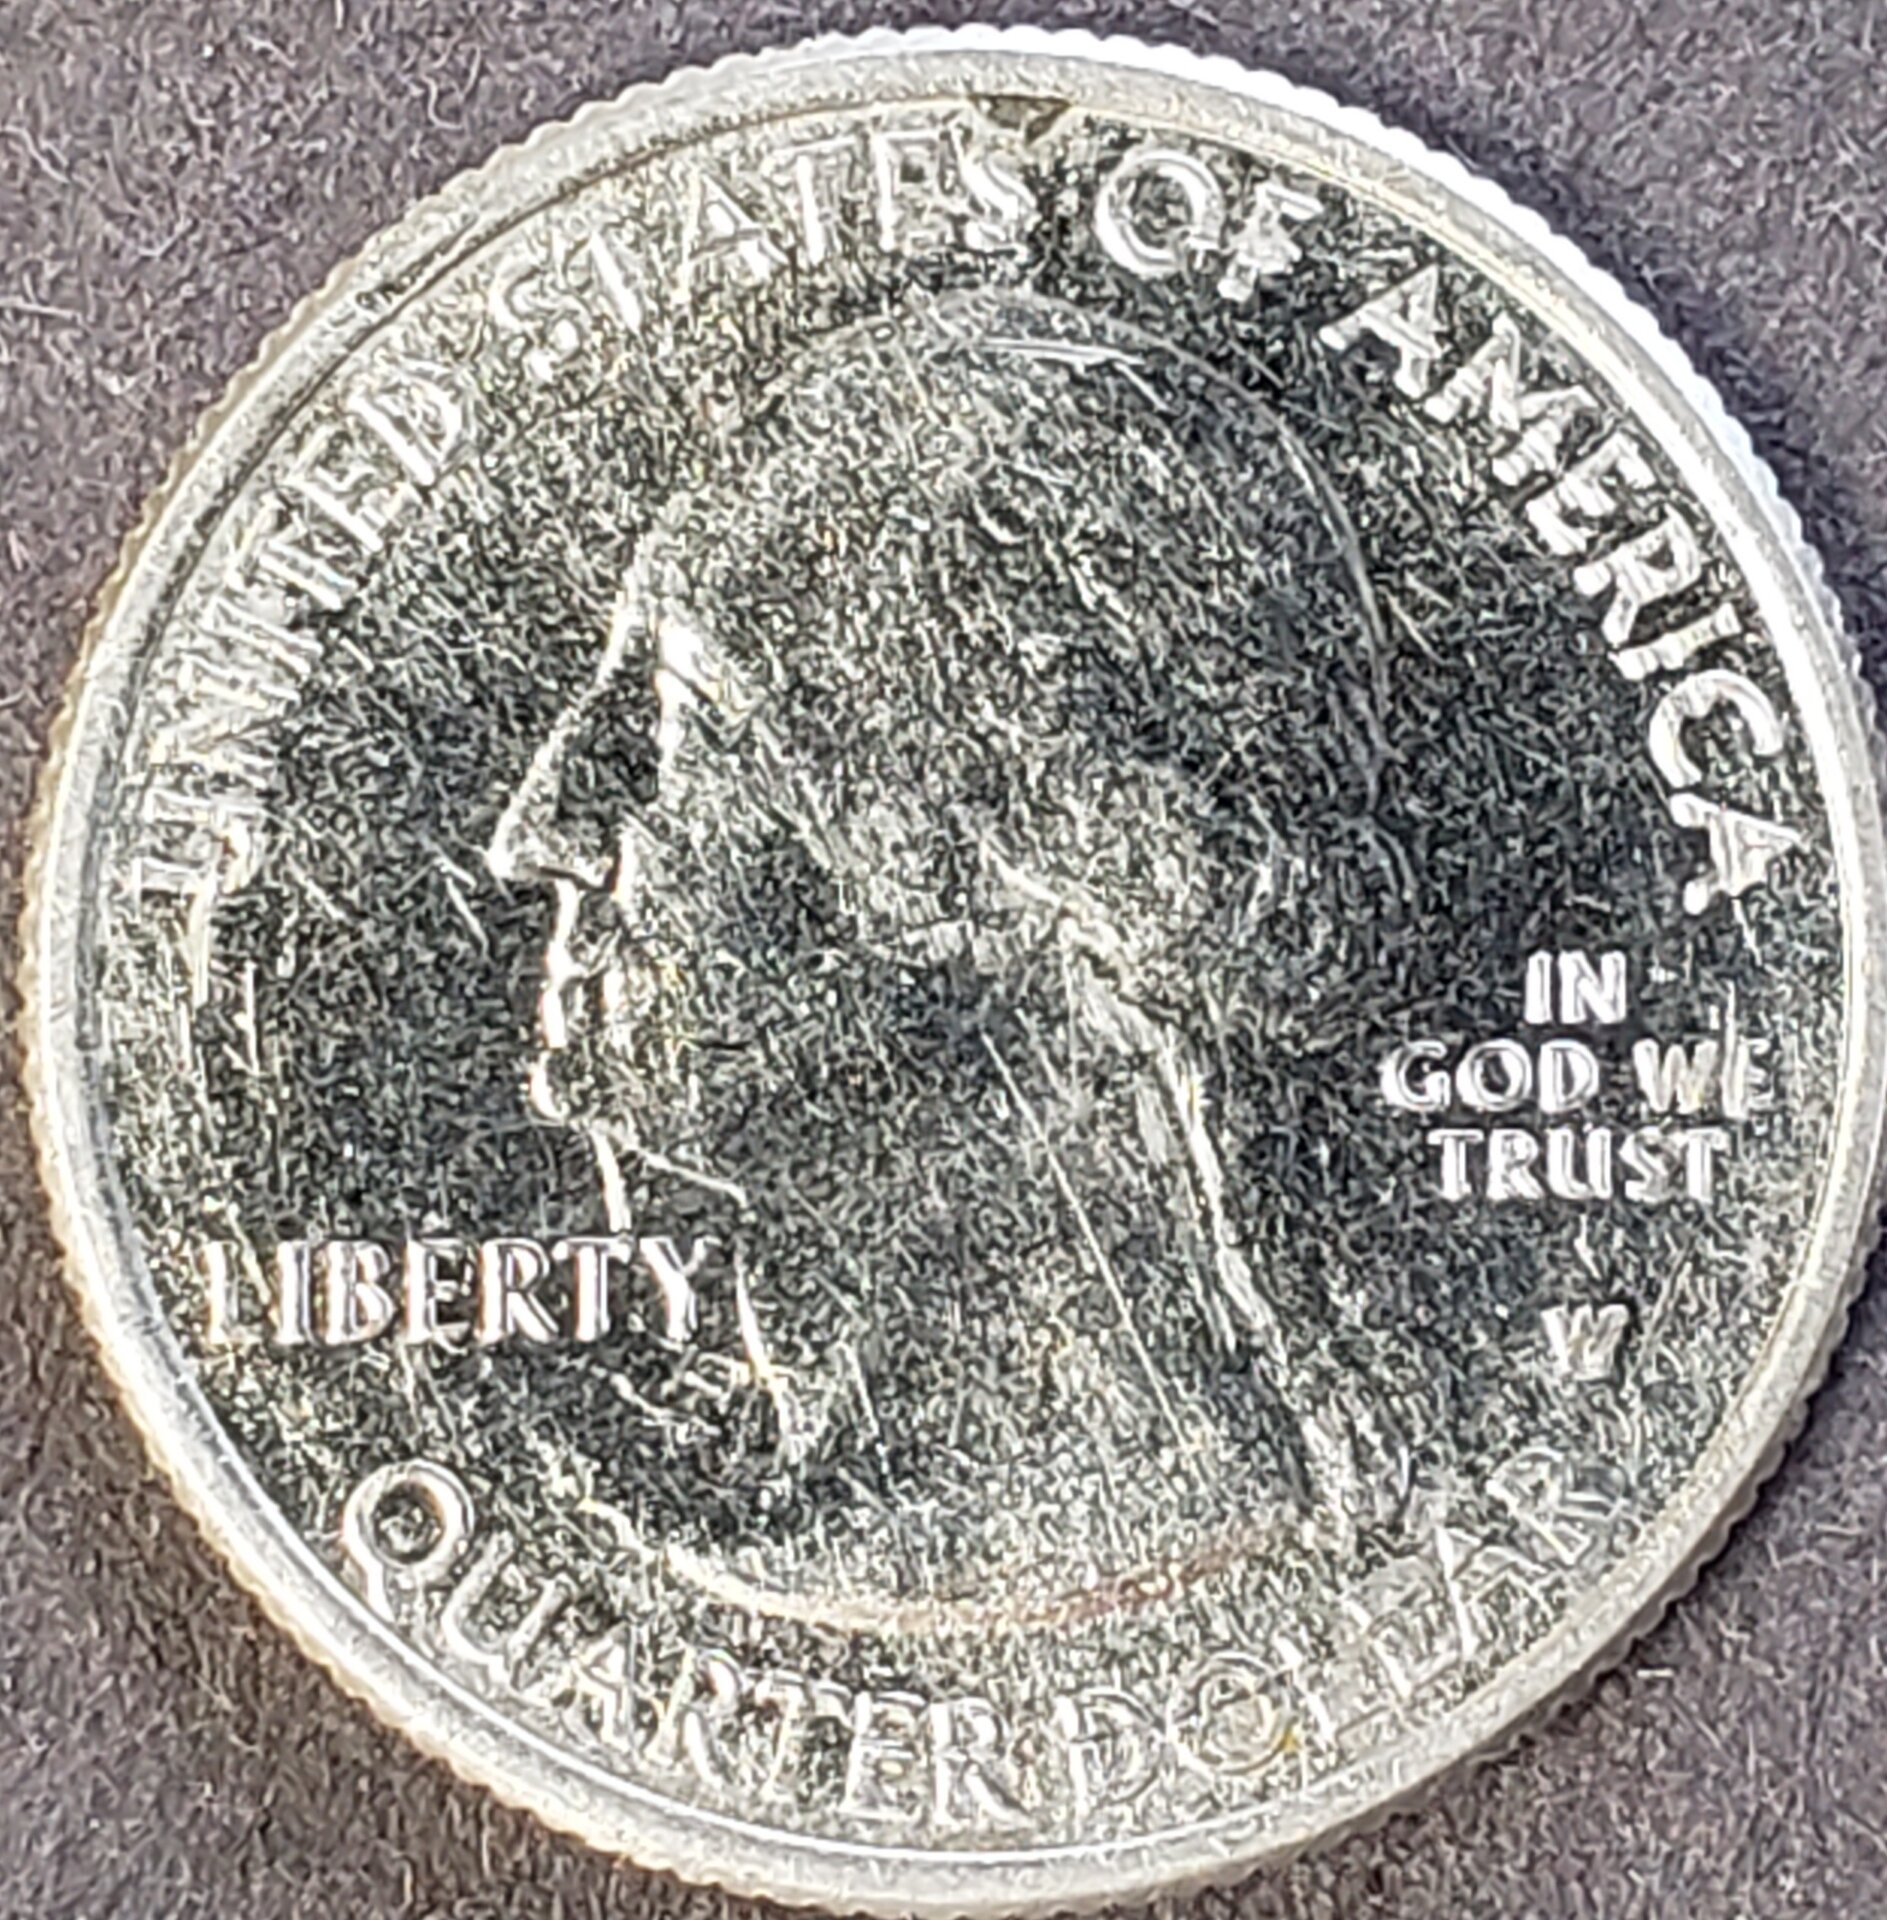 UNITED STATES OF AMERICA
IN
GOD WE
TRUST
LIBERTY
W
QUARTER DOLLAR